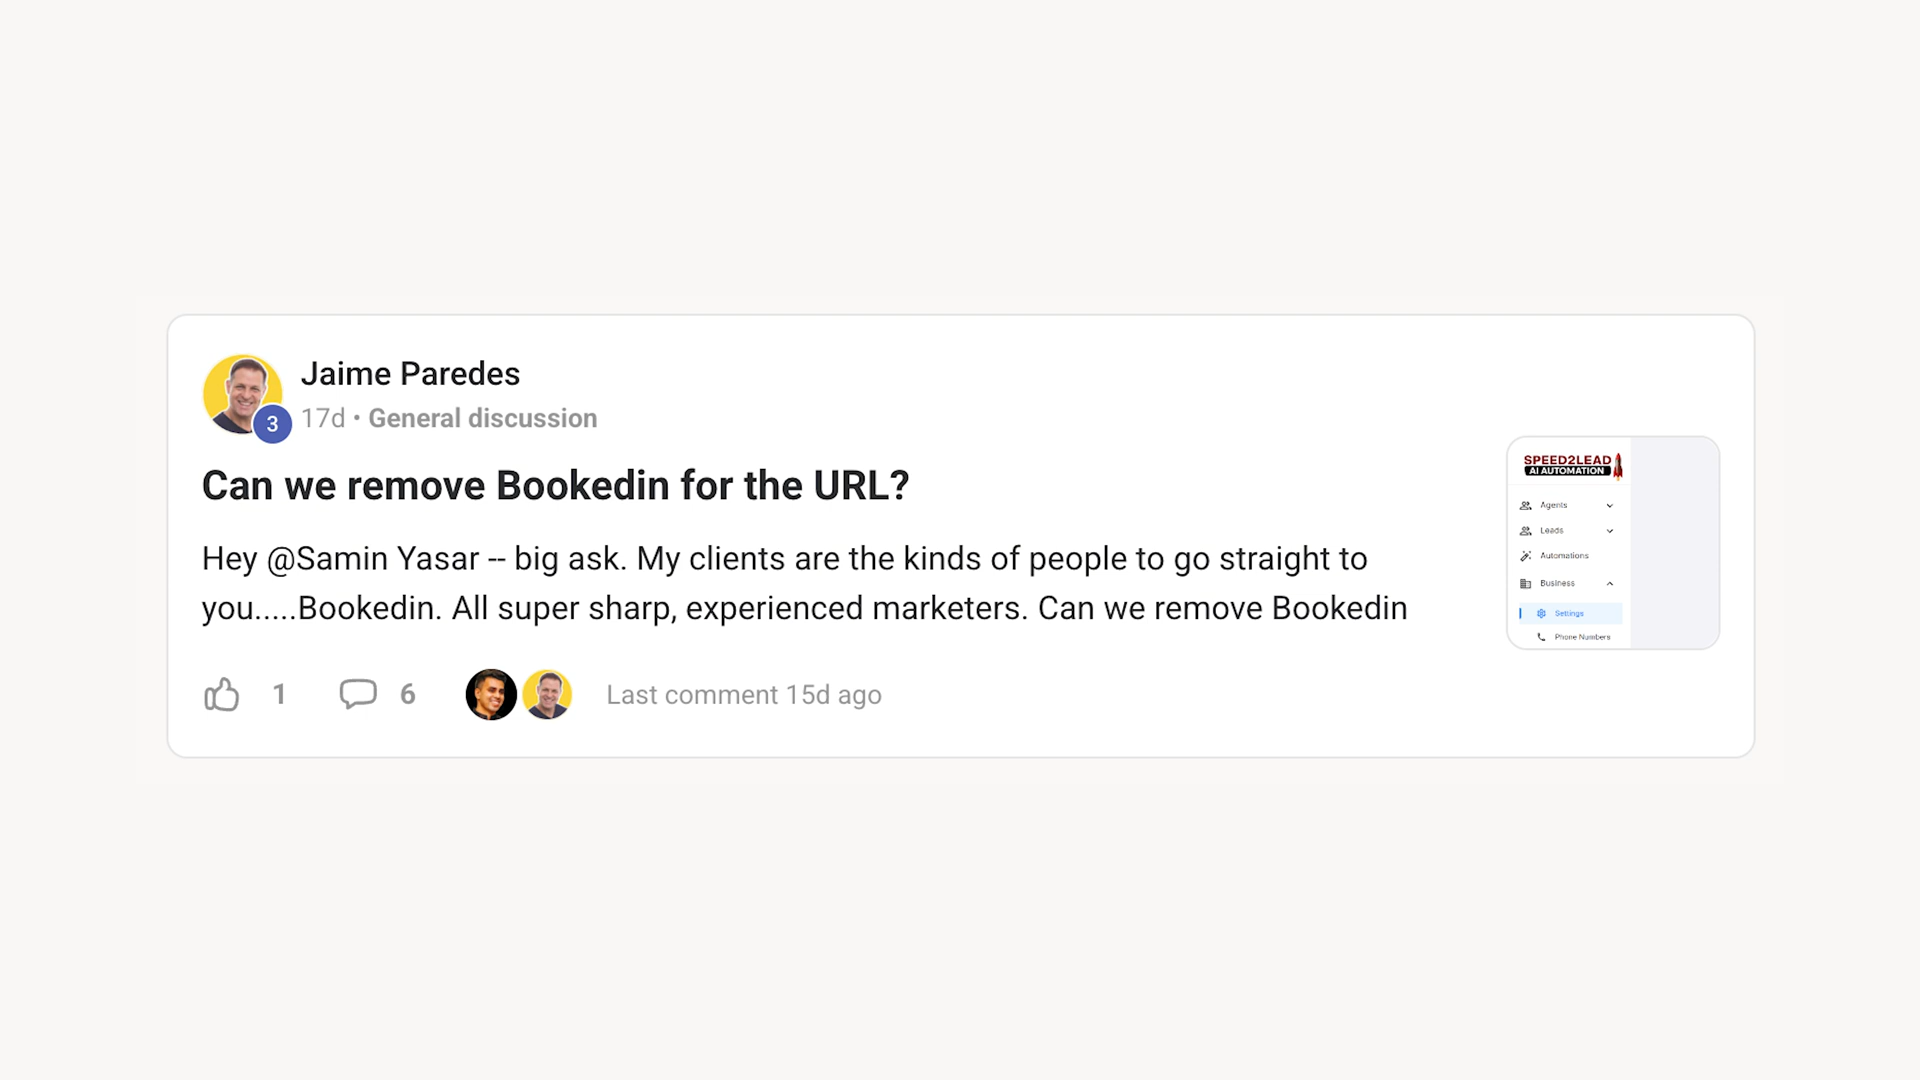 Jaime Paredes
3
17d • General discussion
Can we remove Bookedin for the URL?
Hey @Samin Yasar -- big ask. My clients are the kinds of people to go straight to
you.....Bookedin. All super sharp, experienced marketers. Can we remove Bookedin
1
6
Last comment 15d ago
SPEED2LEAD
AI AUTOMATION
Agents
Leads
Automations
Business
Settings
Phone Numbers